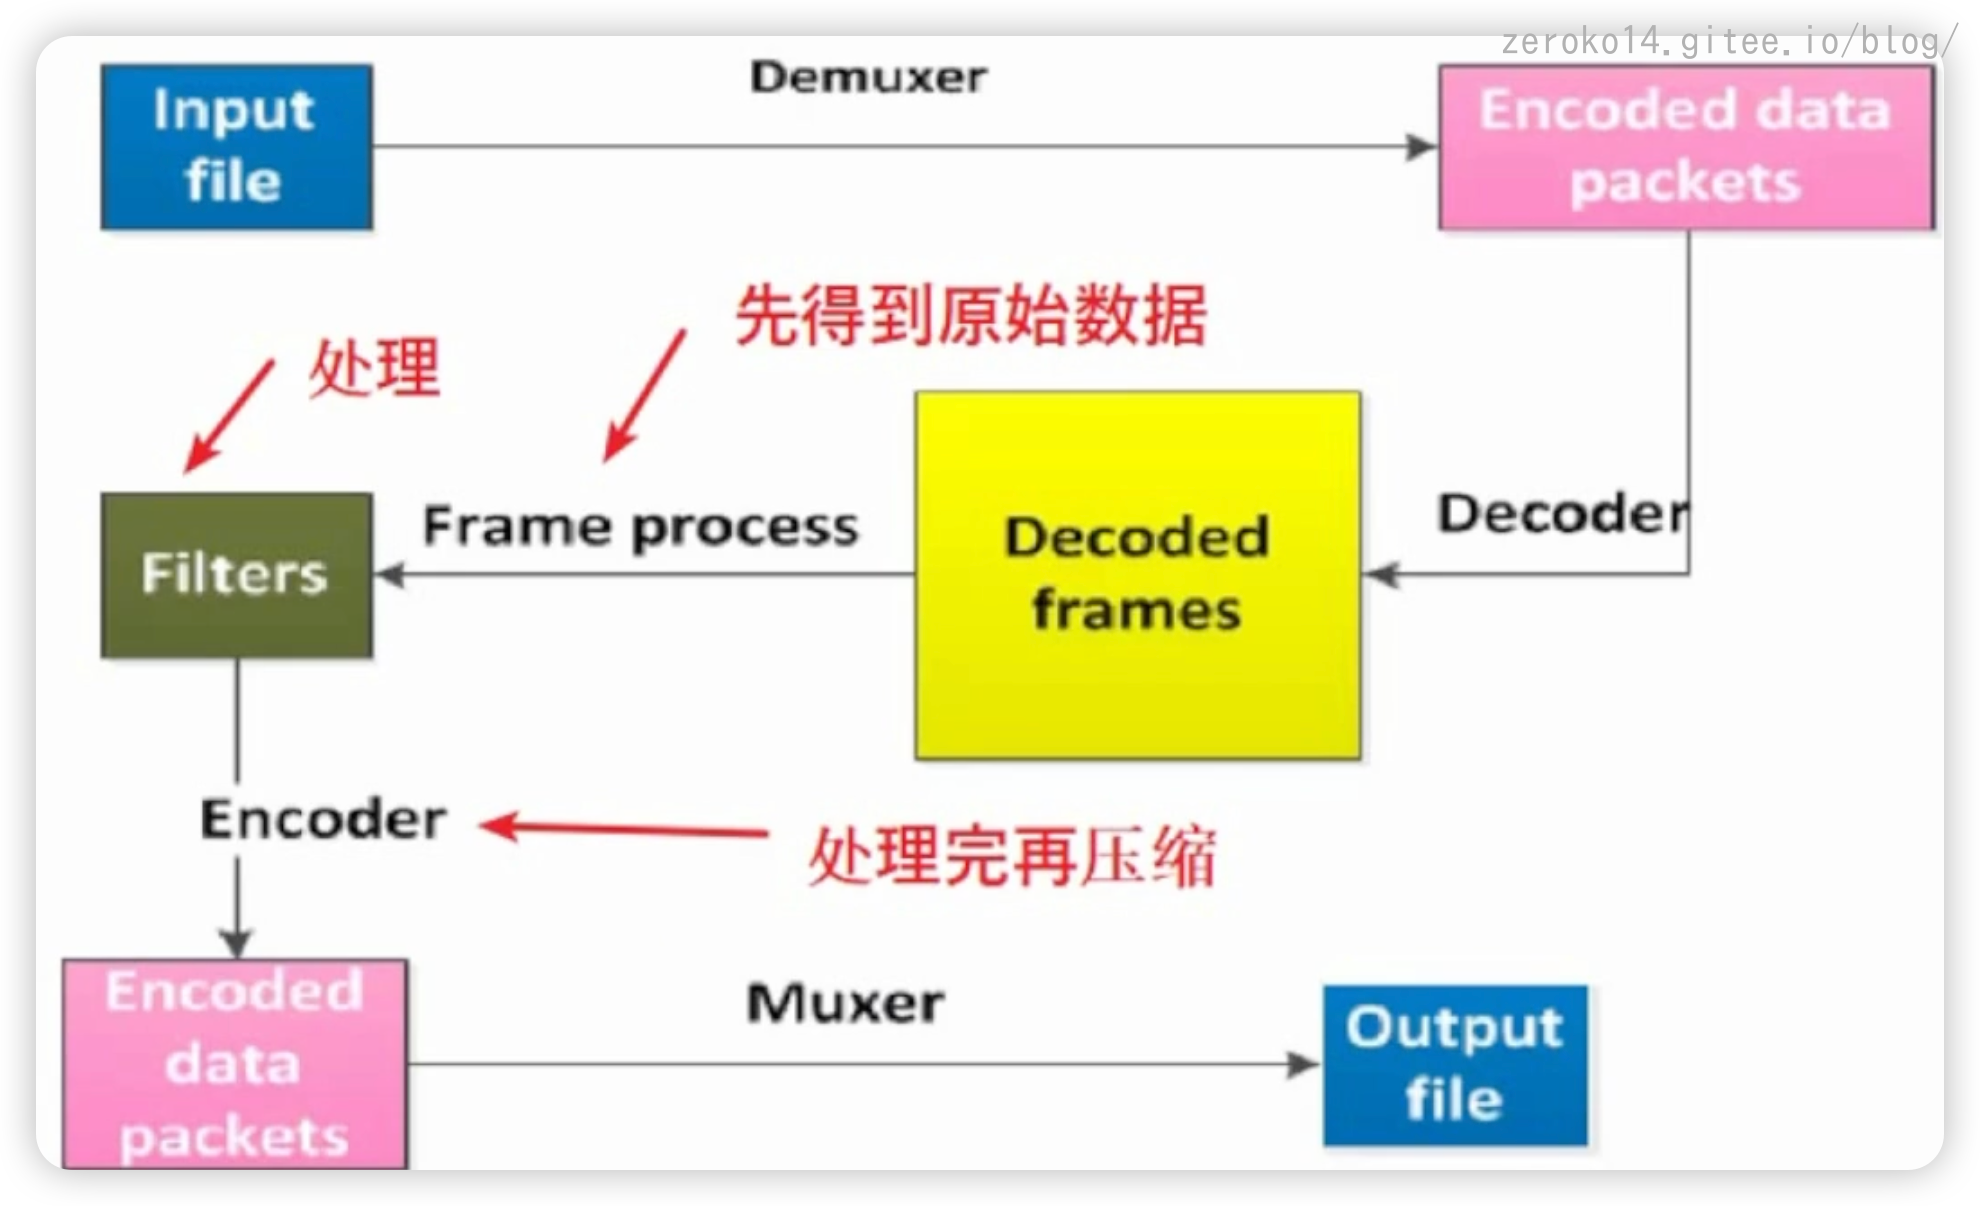 zeroko14.gitee.io/blog/
Demuxer
Input
file
Encoded data
packets
先得到原始数据
处理
Frame process
Decoder
Filters
Decoded
frames
Encoder
处理完再压缩
Encoded
data
packets
Muxer
Output
file